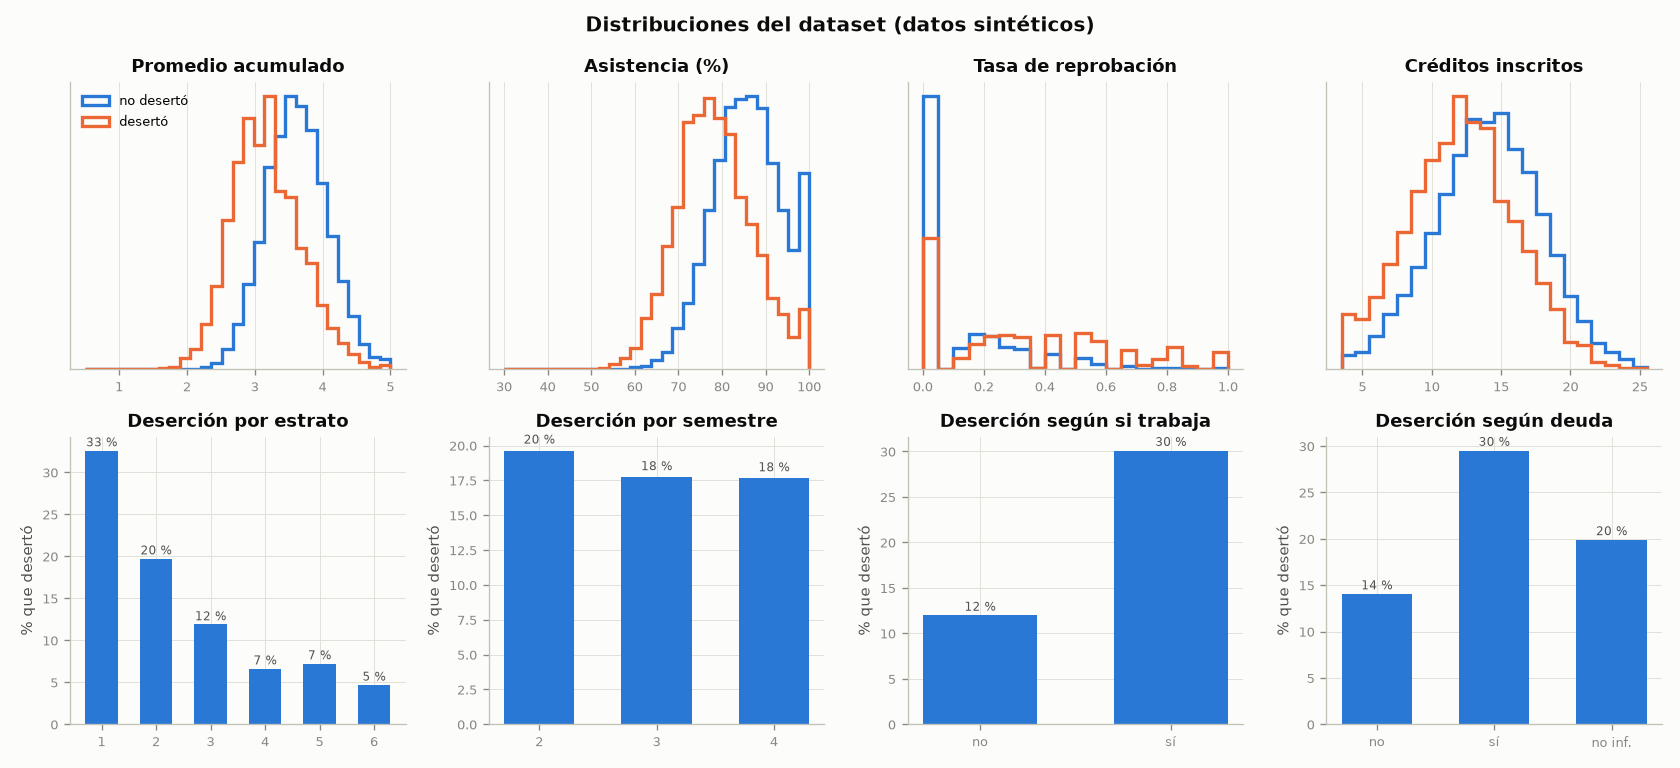 Distribuciones del dataset (datos sintéticos)
Promedio acumulado
no desertó
desertó
1 2 3 4 5
Asistencia (%)
30 40 50 60 70 80 90 100
Tasa de reprobación
0.0 0.2 0.4 0.6 0.8 1.0
Créditos inscritos
5 10 15 20 25
Deserción por estrato
% que desertó
30
25
20
15
10
5
0
33 %
20 %
12 %
7 %
7 %
5 %
1 2 3 4 5 6
Deserción por semestre
% que desertó
20.0
17.5
15.0
12.5
10.0
7.5
5.0
2.5
0.0
20 %
18 %
18 %
2 3 4
Deserción según si trabaja
% que desertó
30
25
20
15
10
5
0
12 %
30 %
no sí
Deserción según deuda
% que desertó
30
25
20
15
10
5
0
14 %
30 %
20 %
no sí no inf.